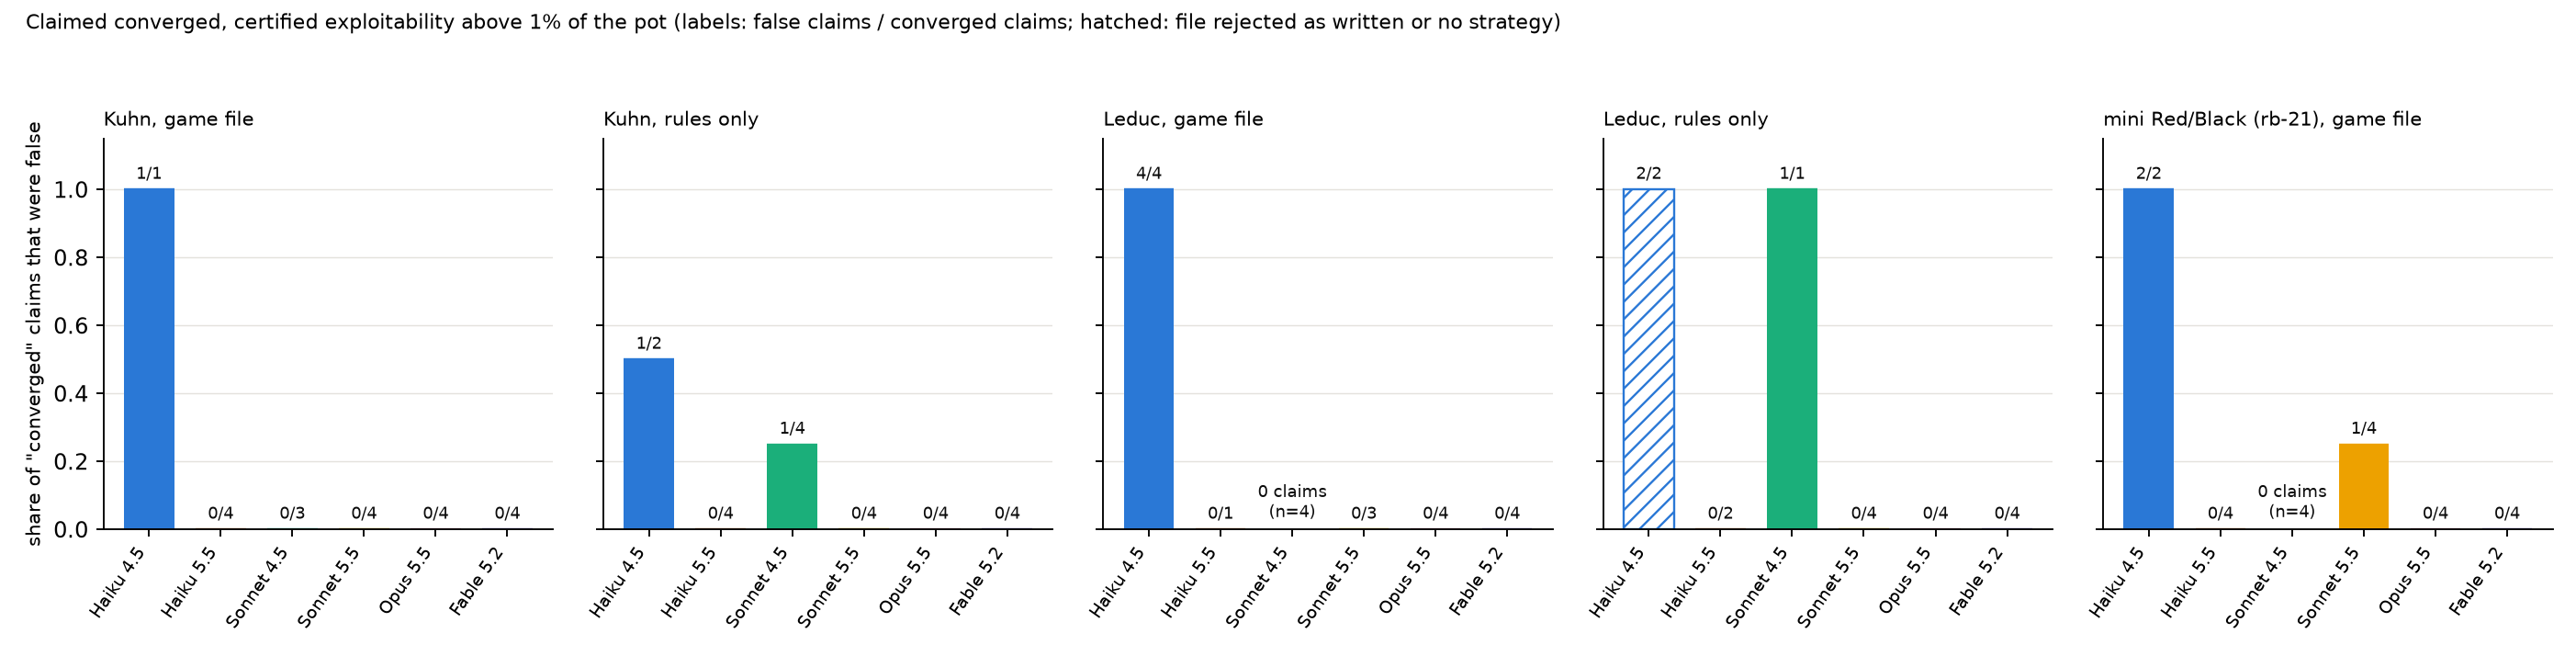 Claimed converged, certified exploitability above 1% of the pot (labels: false claims / converged claims; hatched: file rejected as written or no strategy)
share of "converged" claims that were false
Kuhn, game file
1.0
0.8
0.6
0.4
0.2
0.0
1/1
0/4
0/3
0/4
0/4
0/4
Haiku 4.5
Haiku 5.5
Sonnet 4.5
Sonnet 5.5
Opus 5.5
Fable 5.2
Kuhn, rules only
1/2
0/4
1/4
0/4
0/4
0/4
Haiku 4.5
Haiku 5.5
Sonnet 4.5
Sonnet 5.5
Opus 5.5
Fable 5.2
Leduc, game file
4/4
0/1
0 claims
(n=4)
0/3
0/4
0/4
Haiku 4.5
Haiku 5.5
Sonnet 4.5
Sonnet 5.5
Opus 5.5
Fable 5.2
Leduc, rules only
2/2
0/2
1/1
0/4
0/4
0/4
Haiku 4.5
Haiku 5.5
Sonnet 4.5
Sonnet 5.5
Opus 5.5
Fable 5.2
mini Red/Black (rb-21), game file
2/2
0/4
0 claims
(n=4)
1/4
0/4
0/4
Haiku 4.5
Haiku 5.5
Sonnet 4.5
Sonnet 5.5
Opus 5.5
Fable 5.2